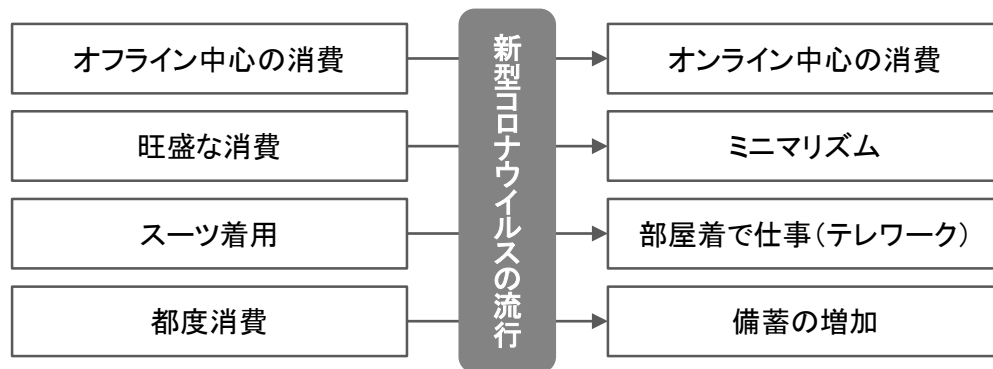 オフライン中心の消費
新型コロナウイルスの流行
オンライン中心の消費
旺盛な消費
ミニマリズム
スーツ着用
部屋着で仕事（テレワーク）
都度消費
備蓄の増加